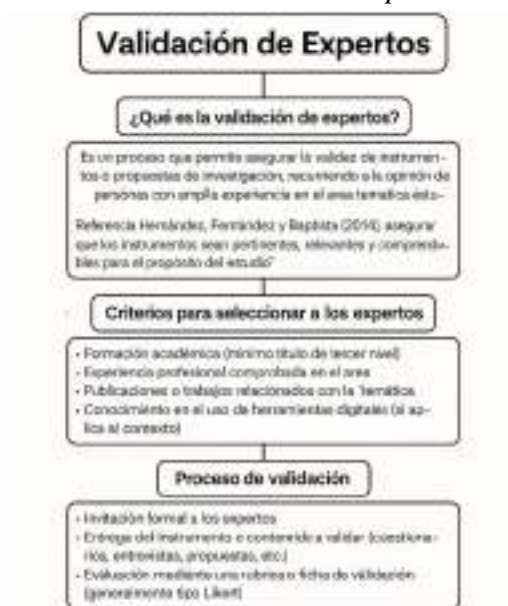 Validación de Expertos
¿Qué es la validación de expertos?
Es un proceso que permite asegurar la validez de instrumen-
tos o propuestas de investigación, recurriendo a la opinión de
personas con amplia experiencia en el area tematica
Referencia Hernández, Fernández y Baptista (2014) asegurar
que los instrumentos sean pertinentes, relevantes y
bles para el propósito del estudio"
Criterios para seleccionar a los expertos
• Formación académica (mínimo título de tercer nivel)
• Experiencia profesional comprobada en el area
• Publicaciones o trabajos relacionados con la Temática
• Conocimiento en el uso de herramientas digitales (si ap-
lica al contexto)
Proceso de validación
• Invitación formal a los expertos
• Entrega del instrumento o contenido a validar (cuestiona-
rios, entrevistas, propuestas, etc.)
• Evaluación mediante una rubrica o ficha de validación
(generalmente tipo Likert)